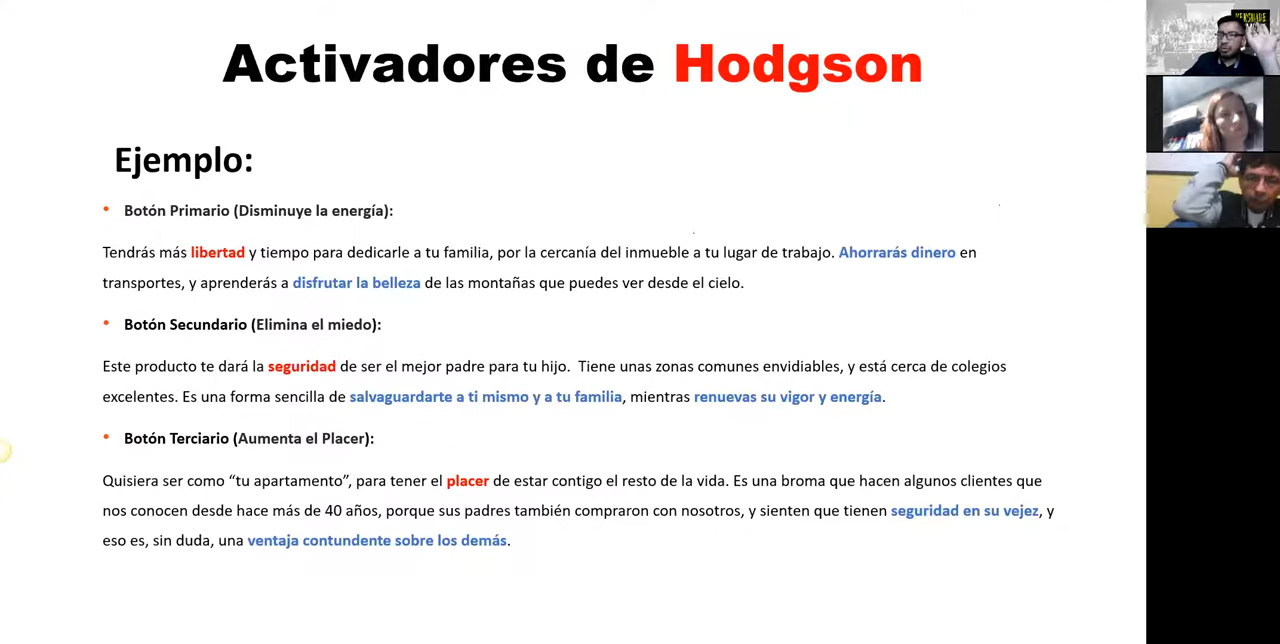 Activadores de Hodgson
Ejemplo:
• Botón Primario (Disminuye la energía):
Tendrás más libertad y tiempo para dedicarle a tu familia, por la cercanía del inmueble a tu lugar de trabajo. Ahorrarás dinero en
transportes, y aprenderás a disfrutar la belleza de las montañas que puedes ver desde el cielo.
• Botón Secundario (Elimina el miedo):
Este producto te dará la seguridad de ser el mejor padre para tu hijo. Tiene unas zonas comunes envidiables, y está cerca de colegios
excelentes. Es una forma sencilla de salvaguardarte a ti mismo y a tu familia, mientras renuevas su vigor y energía.
• Botón Terciario (Aumenta el Placer):
Quisiera ser como “tu apartamento”, para tener el placer de estar contigo el resto de la vida. Es una broma que hacen algunos clientes que
nos conocen desde hace más de 40 años, porque sus padres también compraron con nosotros, y sienten que tienen seguridad en su vejez, y
eso es, sin duda, una ventaja contundente sobre los demás.